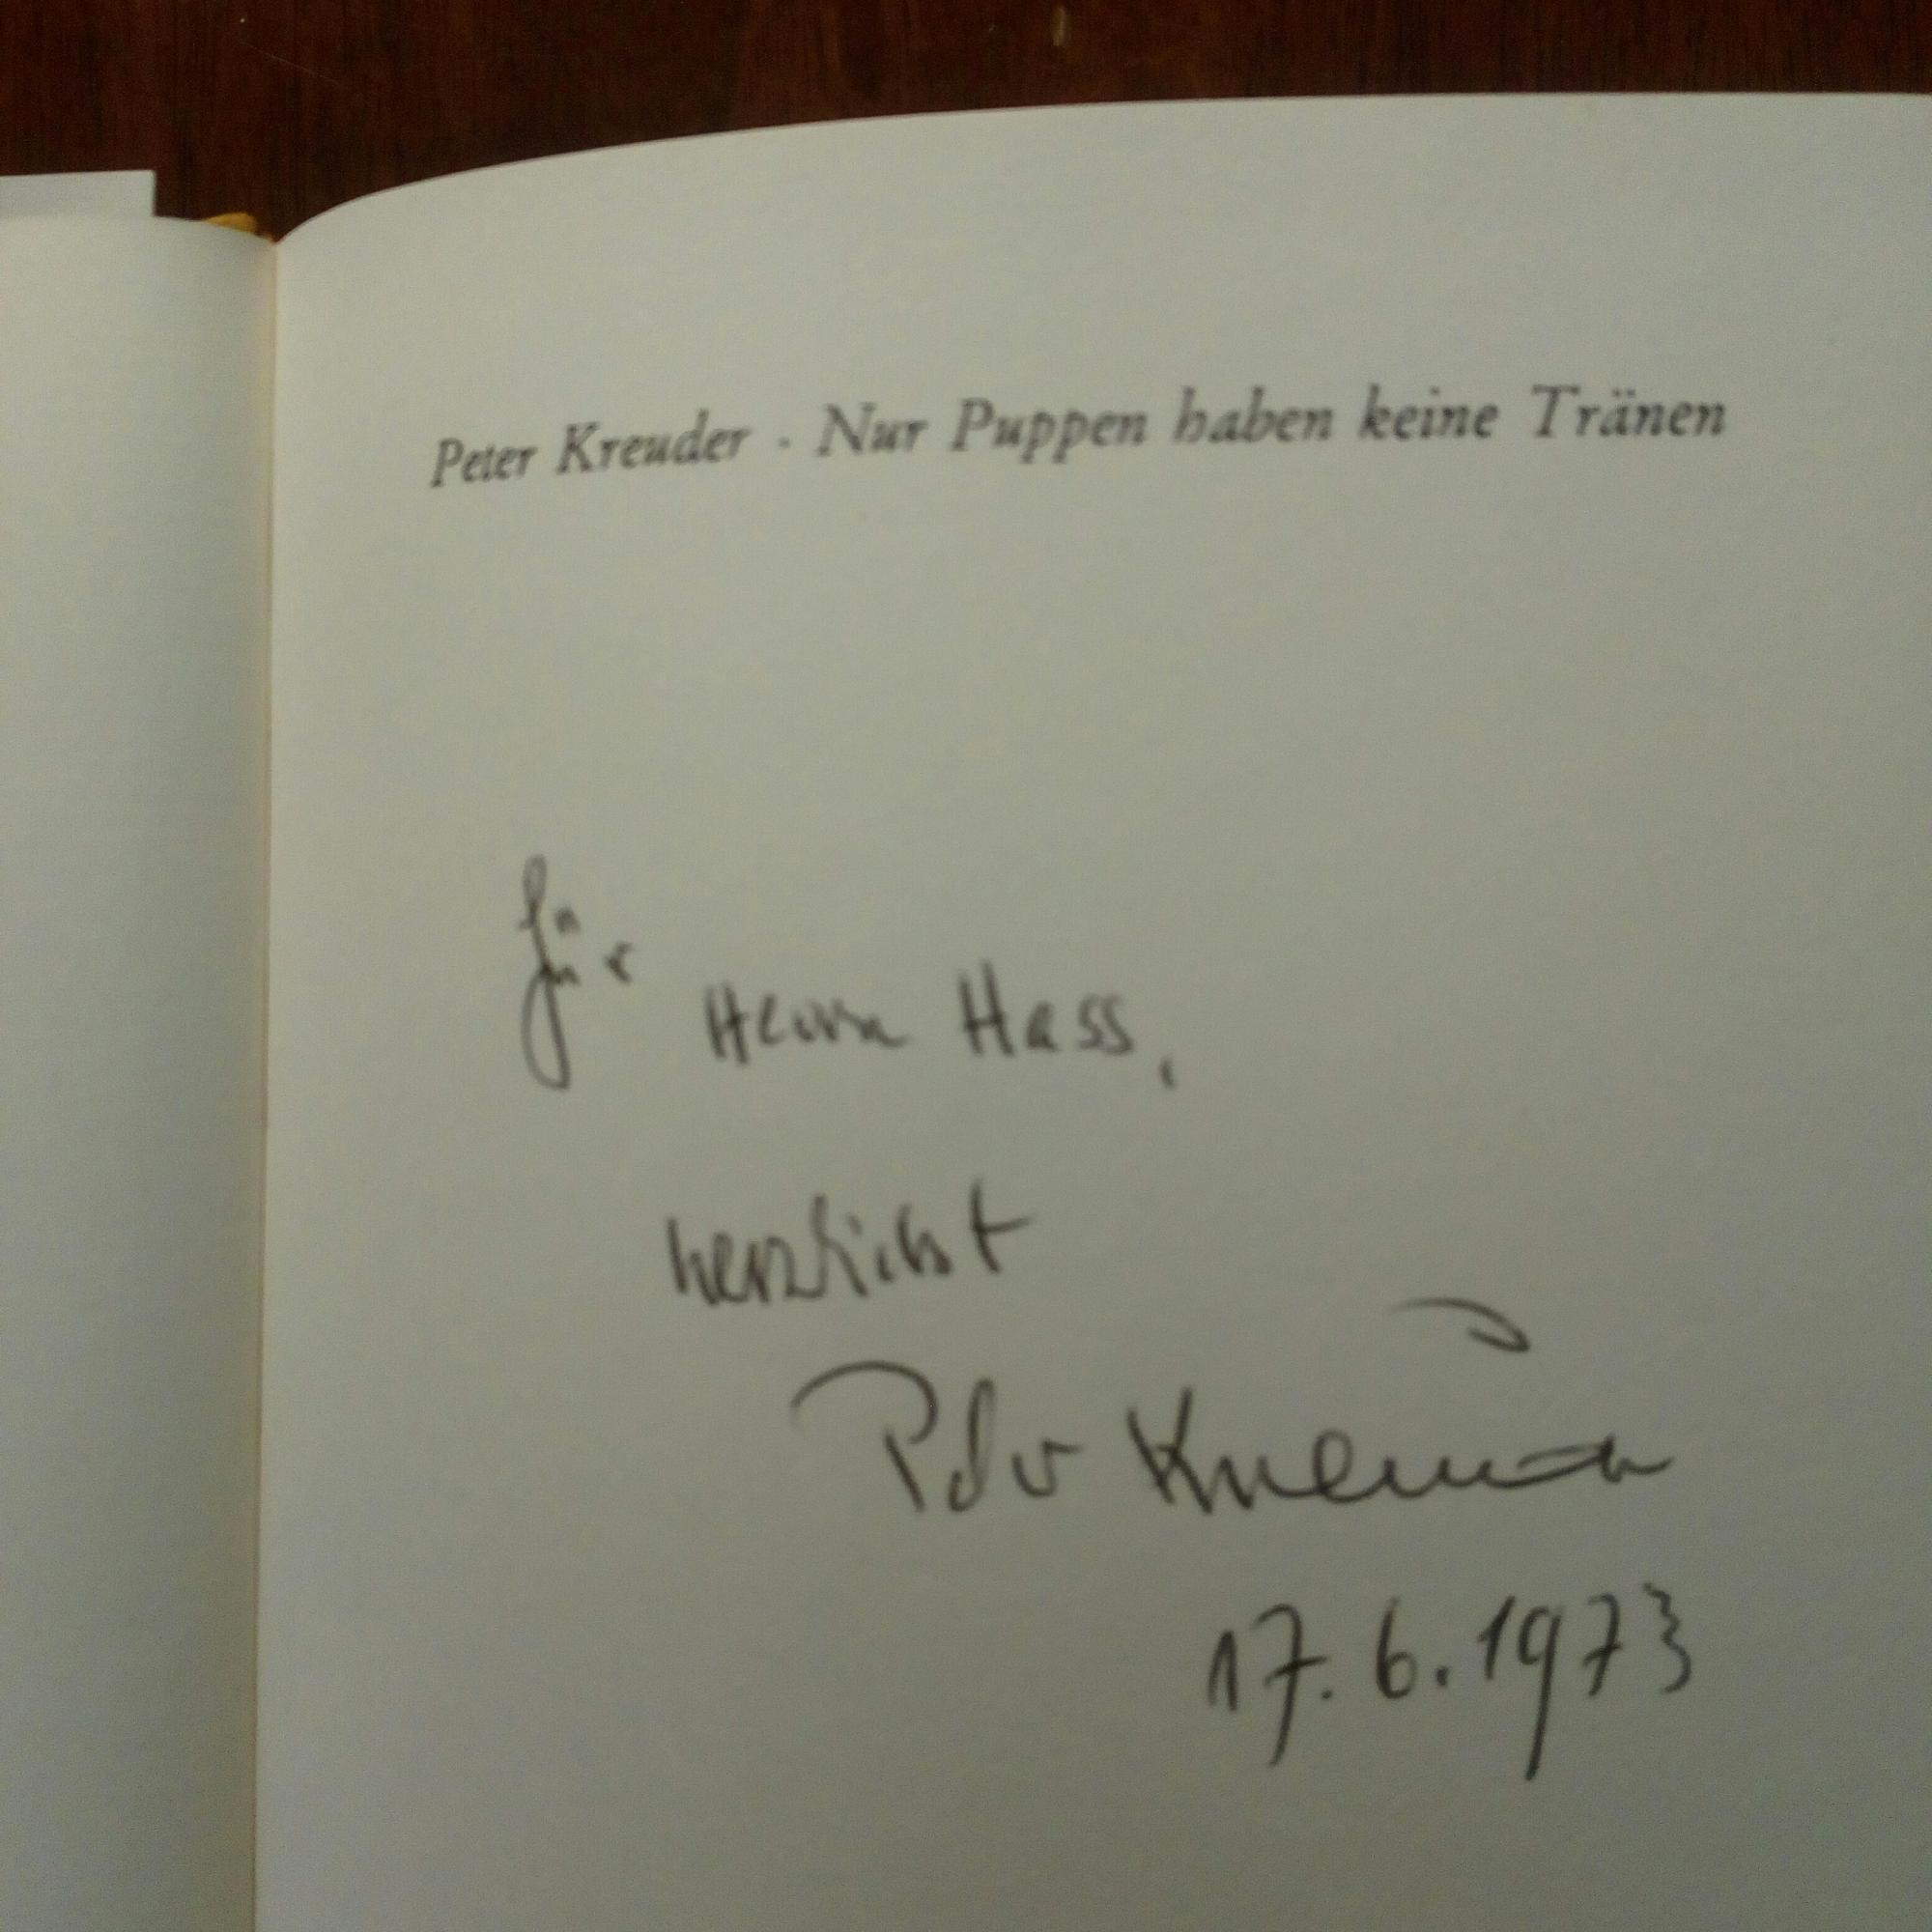 Peter Kreuder · Nur Puppen haben keine Tränen
für Herrn Hass,
herzlichst
Peter Kreuder
17.6.1973